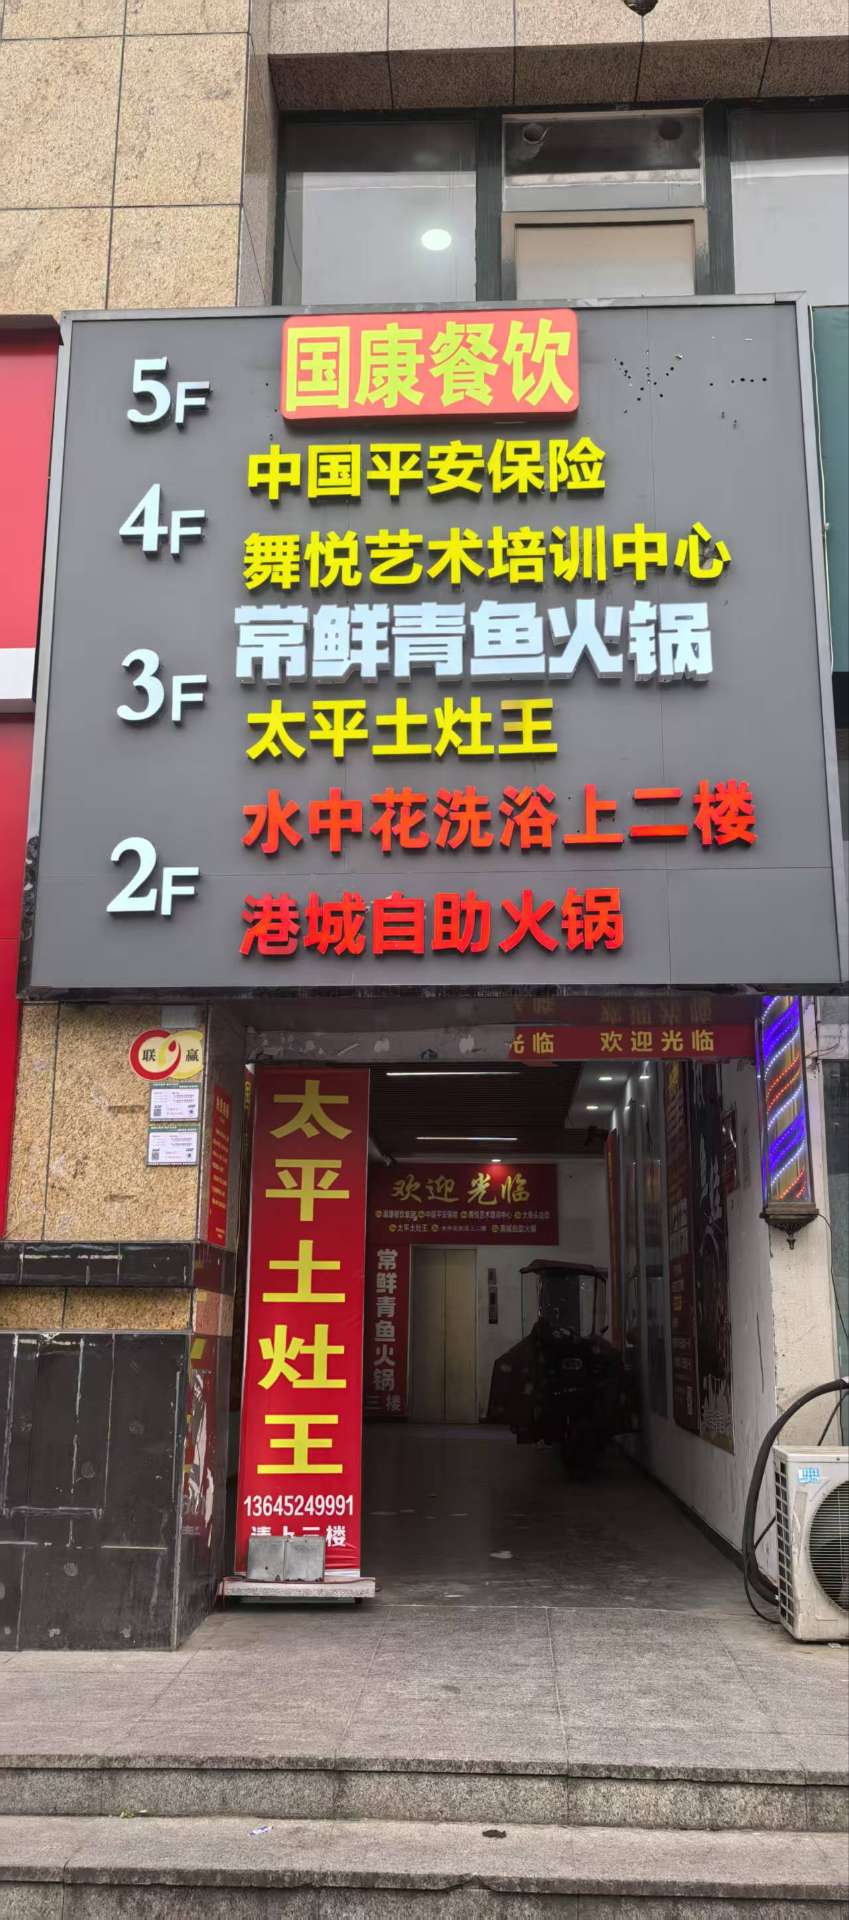 5F
国康餐饮
4F
中国平安保险
舞悦艺术培训中心
3F
常鲜青鱼火锅
太平土灶王
2F
水中花洗浴上二楼
港城自助火锅
光临 欢迎光临
联 赢
太平土灶王
13645249991
请上三楼
欢迎光临
常鲜青鱼火锅三楼